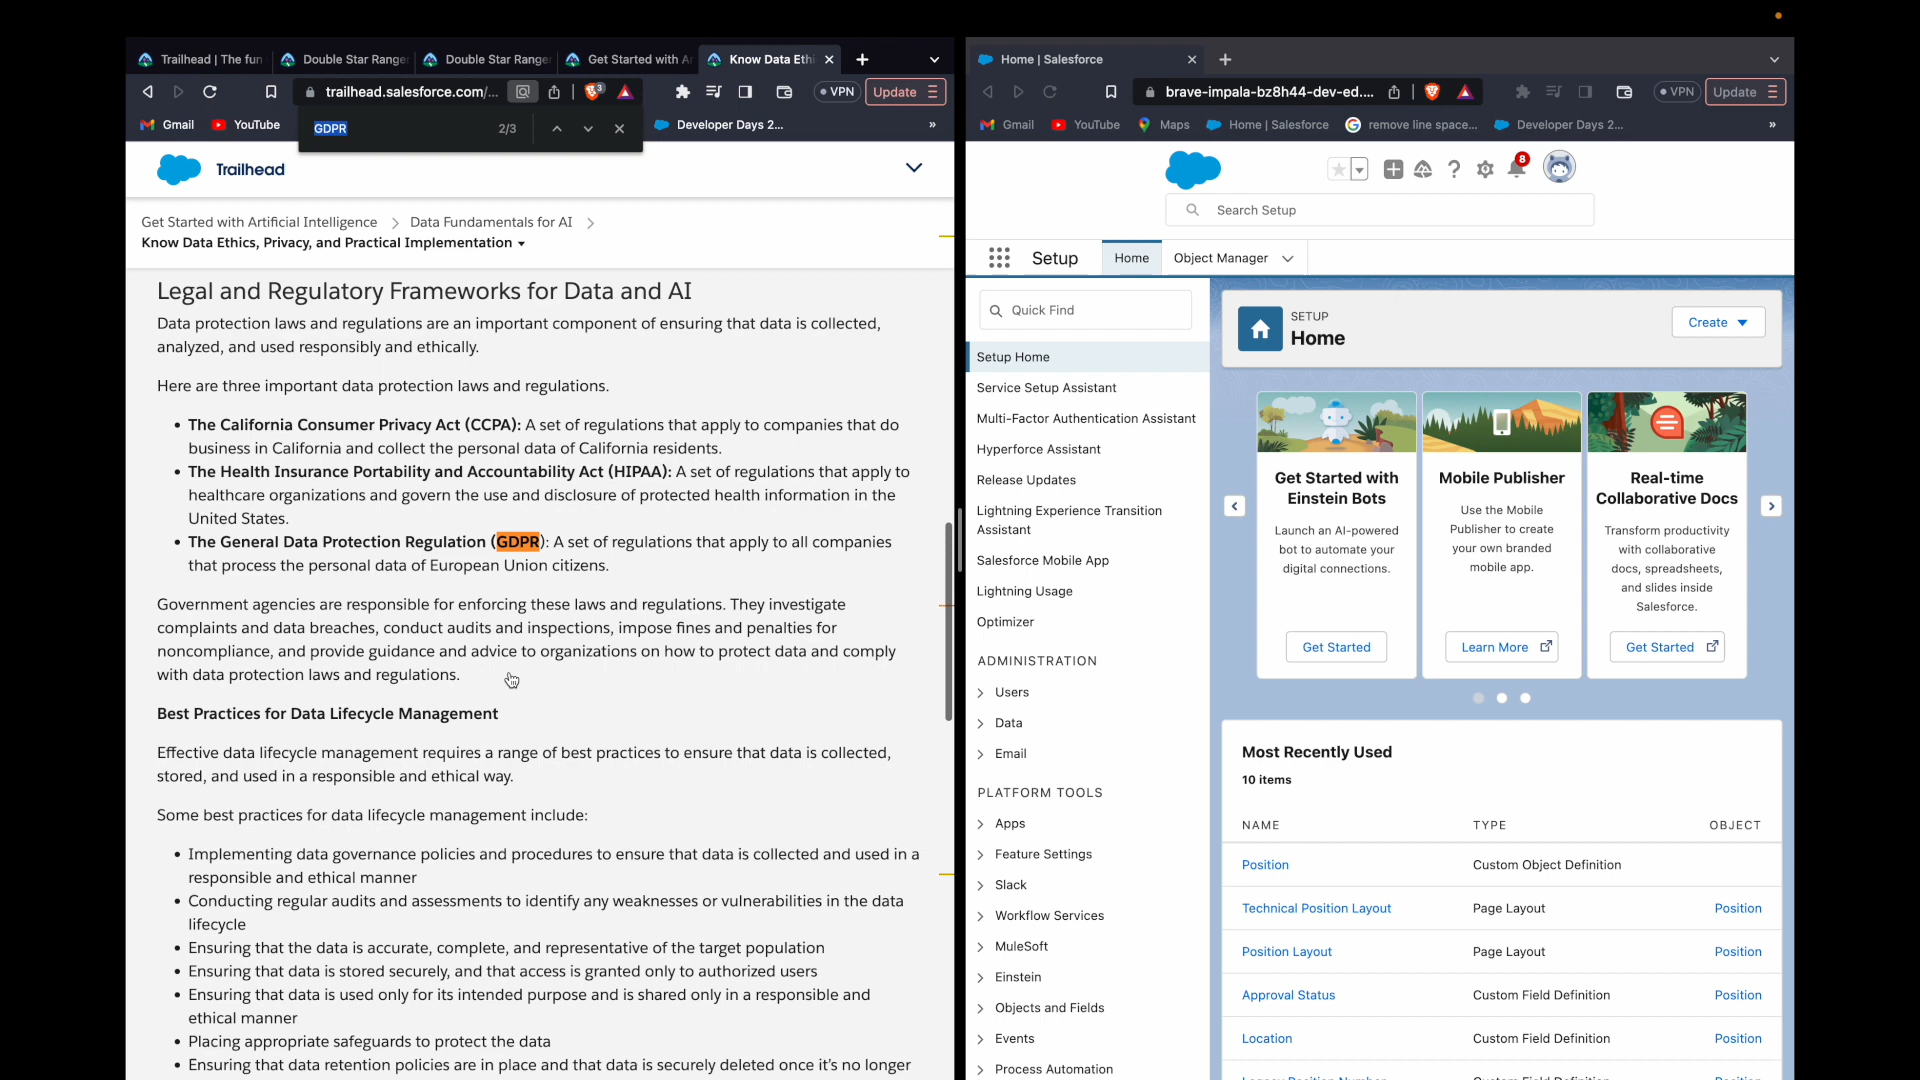 Trailhead | The fun
Double Star Ranger
Double Star Ranger
Get Started with Ar
Know Data Ethi
trailhead.salesforce.com/...
3
VPN
Update
Gmail
YouTube
Developer Days 2...
»
GDPR
2/3
Trailhead
Get Started with Artificial Intelligence
Data Fundamentals for AI
Know Data Ethics, Privacy, and Practical Implementation
Legal and Regulatory Frameworks for Data and AI
Data protection laws and regulations are an important component of ensuring that data is collected,
analyzed, and used responsibly and ethically.
Here are three important data protection laws and regulations.
• The California Consumer Privacy Act (CCPA): A set of regulations that apply to companies that do
business in California and collect the personal data of California residents.
• The Health Insurance Portability and Accountability Act (HIPAA): A set of regulations that apply to
healthcare organizations and govern the use and disclosure of protected health information in the
United States.
• The General Data Protection Regulation (GDPR): A set of regulations that apply to all companies
that process the personal data of European Union citizens.
Government agencies are responsible for enforcing these laws and regulations. They investigate
complaints and data breaches, conduct audits and inspections, impose fines and penalties for
noncompliance, and provide guidance and advice to organizations on how to protect data and comply
with data protection laws and regulations.
Best Practices for Data Lifecycle Management
Effective data lifecycle management requires a range of best practices to ensure that data is collected,
stored, and used in a responsible and ethical way.
Some best practices for data lifecycle management include:
• Implementing data governance policies and procedures to ensure that data is collected and used in a
responsible and ethical manner
• Conducting regular audits and assessments to identify any weaknesses or vulnerabilities in the data
lifecycle
• Ensuring that the data is accurate, complete, and representative of the target population
• Ensuring that data is stored securely, and that access is granted only to authorized users
• Ensuring that data is used only for its intended purpose and is shared only in a responsible and
ethical manner
• Placing appropriate safeguards to protect the data
• Ensuring that data retention policies are in place and that data is securely deleted once it's no longer
Home | Salesforce
brave-impala-bz8h44-dev-ed....
VPN
Update
Gmail
YouTube
Maps
Home | Salesforce
remove line space...
Developer Days 2...
»
8
Search Setup
Setup
Home
Object Manager
Quick Find
Setup Home
Service Setup Assistant
Multi-Factor Authentication Assistant
Hyperforce Assistant
Release Updates
Lightning Experience Transition
Assistant
Salesforce Mobile App
Lightning Usage
Optimizer
ADMINISTRATION
Users
Data
Email
PLATFORM TOOLS
Apps
Feature Settings
Slack
Workflow Services
MuleSoft
Einstein
Objects and Fields
Events
Process Automation
SETUP
Home
Create
Get Started with
Einstein Bots
Launch an AI-powered
bot to automate your
digital connections.
Get Started
Mobile Publisher
Use the Mobile
Publisher to create
your own branded
mobile app.
Learn More
Real-time
Collaborative Docs
Transform productivity
with collaborative
docs, spreadsheets,
and slides inside
Salesforce.
Get Started
Most Recently Used
10 items
NAME TYPE OBJECT
Position Custom Object Definition
Technical Position Layout Page Layout Position
Position Layout Page Layout Position
Approval Status Custom Field Definition Position
Location Custom Field Definition Position